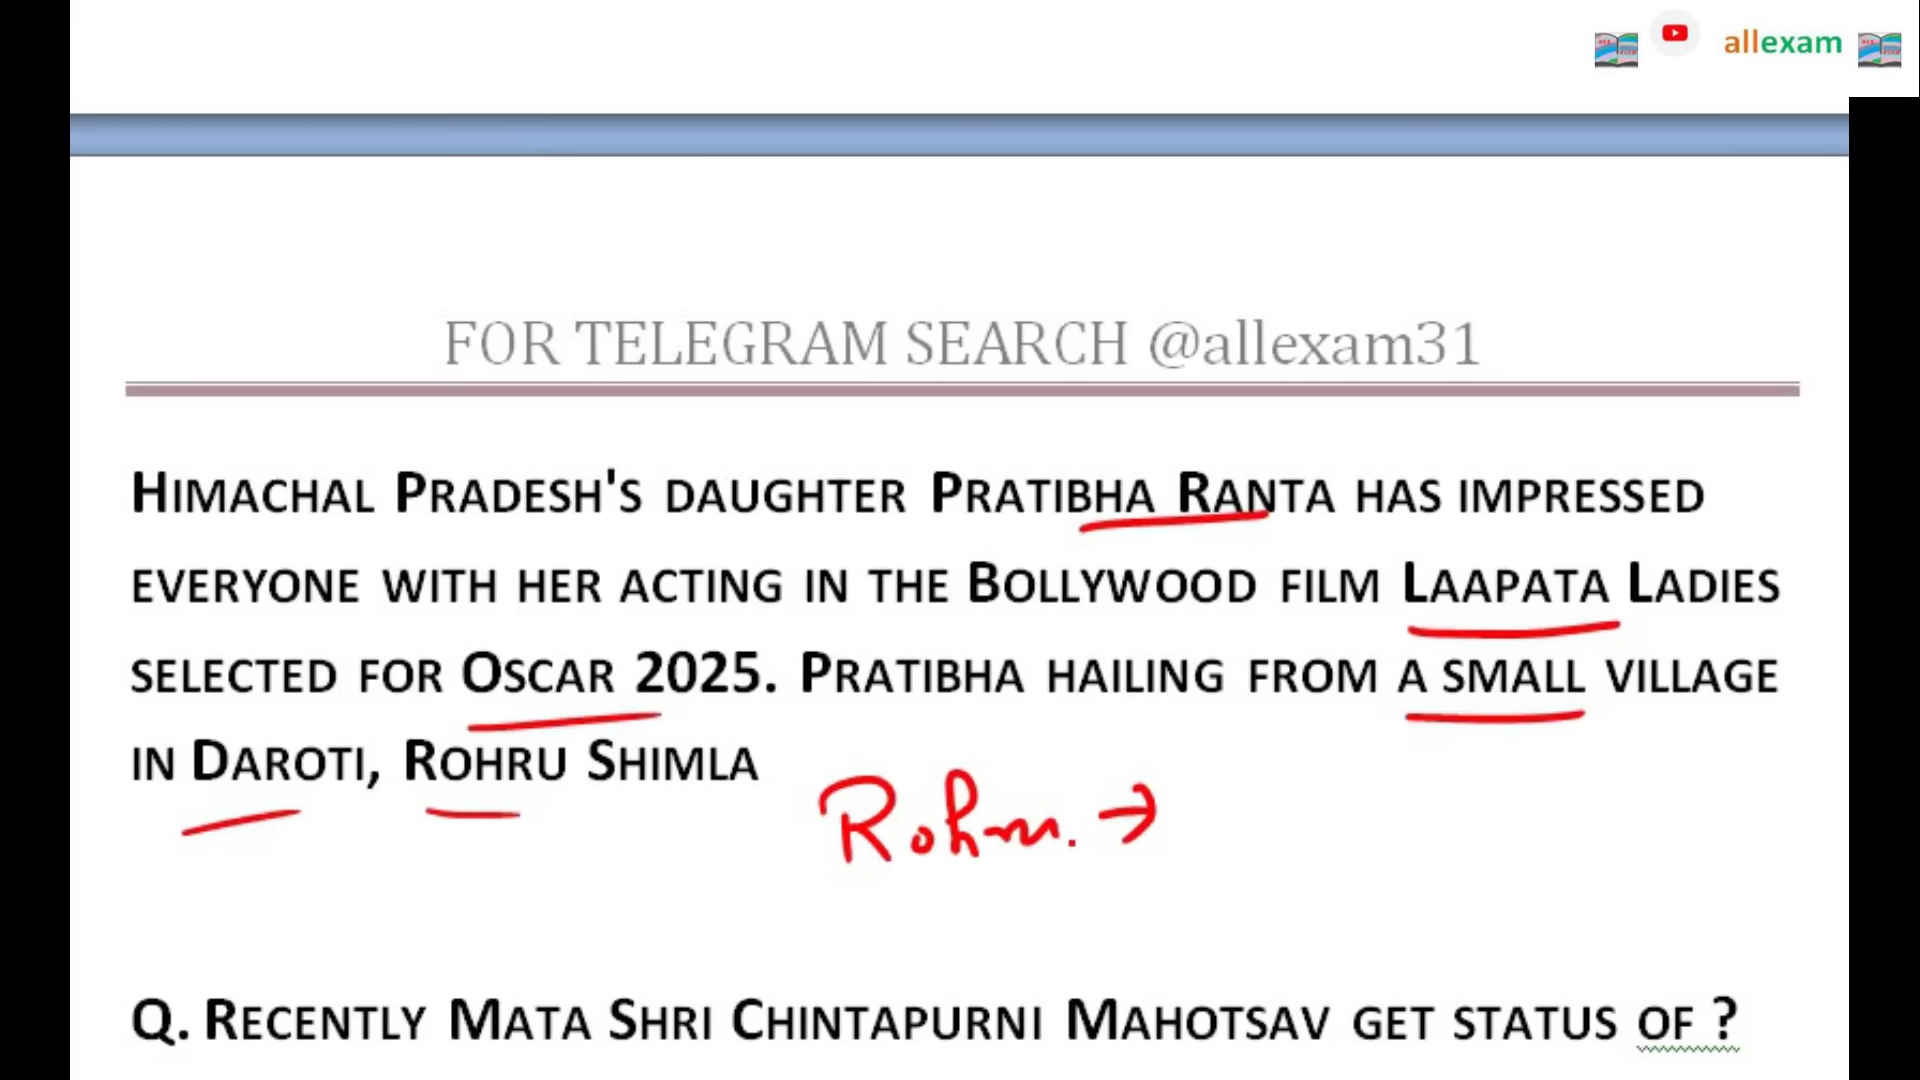 allexam
FOR TELEGRAM SEARCH @allexam31
HIMACHAL PRADESH'S DAUGHTER PRATIBHA RANTA HAS IMPRESSED
EVERYONE WITH HER ACTING IN THE BOLLYWOOD FILM LAAPATA LADIES
SELECTED FOR OSCAR 2025. PRATIBHA HAILING FROM A SMALL VILLAGE
IN DAROTI, ROHRU SHIMLA
Rohru. →
Q. RECENTLY MATA SHRI CHINTAPURNI MAHOTSAV GET STATUS OF ?